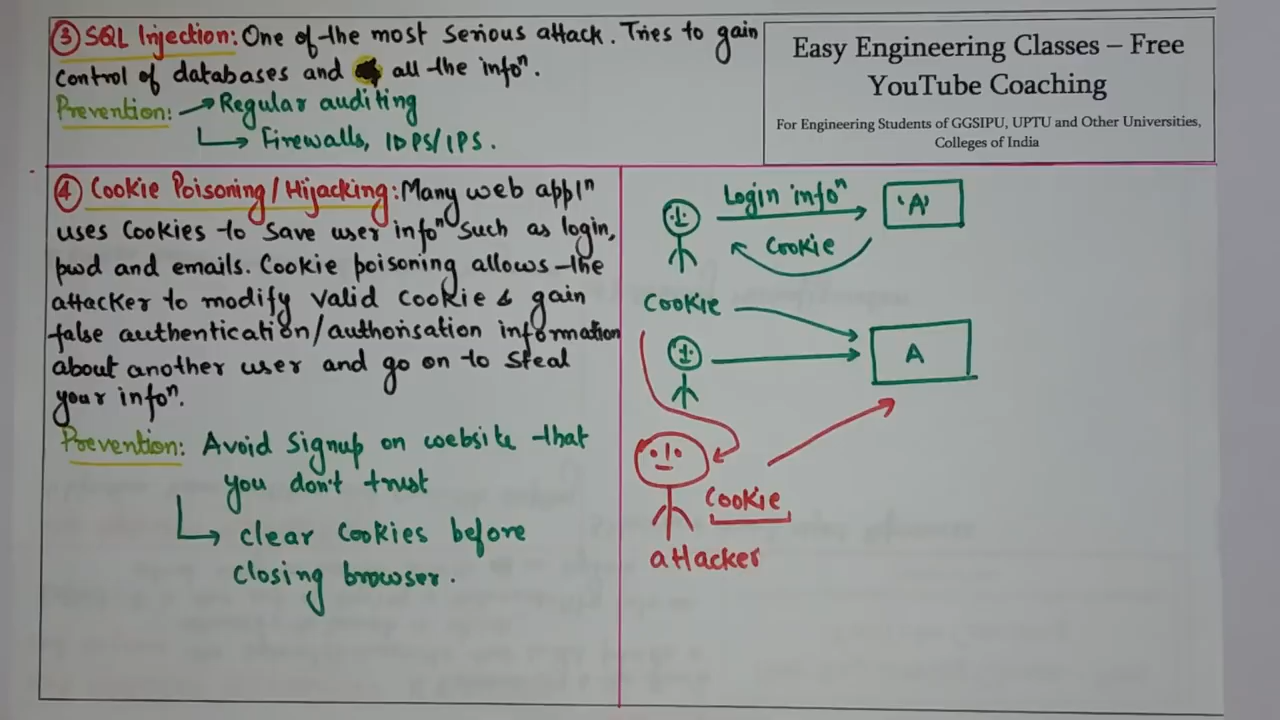 ③ SQL Injection: One of the most serious attack. Tries to gain
control of databases and all the infoⁿ.
Prevention: → Regular auditing
↳ Firewalls, IDPS/IPS.
Easy Engineering Classes – Free
YouTube Coaching
For Engineering Students of GGSIPU, UPTU and Other Universities,
Colleges of India
④ Cookie Poisoning/Hijacking: Many web applⁿ
uses cookies to save user infoⁿ such as login,
pwd and emails. Cookie poisoning allows the
attacker to modify valid cookie & gain
false authentication/authorisation information
about another user and go on to steal
your infoⁿ.
Prevention: Avoid signup on website that
you don't trust
↳ clear cookies before
closing browser.
Login infoⁿ
'A'
Cookie
Cookie
A
Cookie
attacker